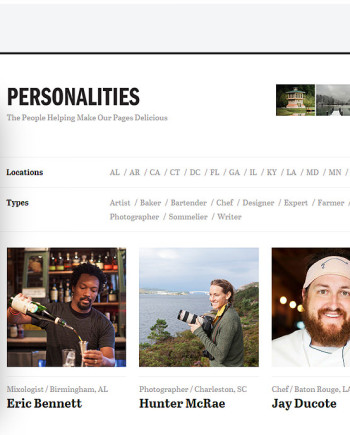 PERSONALITIES
The People Helping Make Our Pages Delicious
Locations
AL / AR / CA / CT / DC / FL / GA / IL / KY / LA / MD / MN /
Types
Artist / Baker / Bartender / Chef / Designer / Expert / Farmer /
Photographer / Sommelier / Writer
Mixologist / Birmingham, AL
Eric Bennett
Photographer / Charleston, SC
Hunter McRae
Chef / Baton Rouge, LA
Jay Ducote